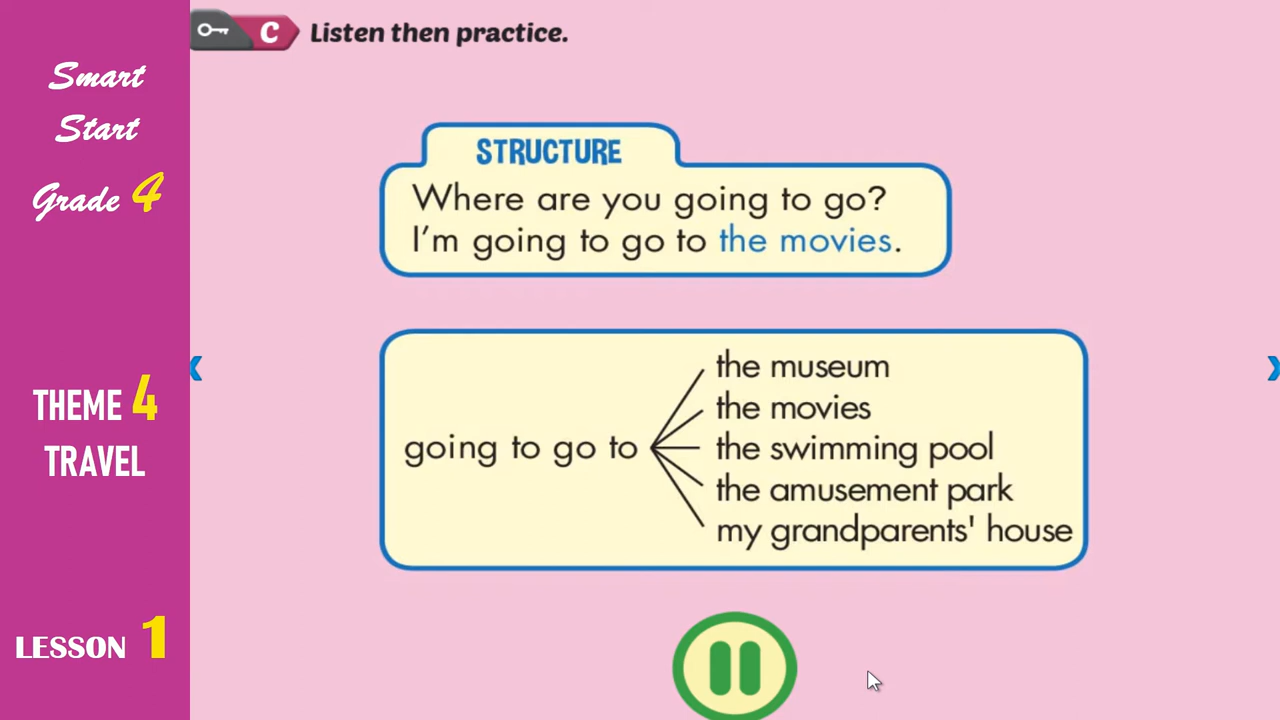 Smart
Start
Grade 4
THEME 4
TRAVEL
LESSON 1
C Listen then practice.
STRUCTURE
Where are you going to go?
I'm going to go to the movies.
going to go to
the museum
the movies
the swimming pool
the amusement park
my grandparents' house